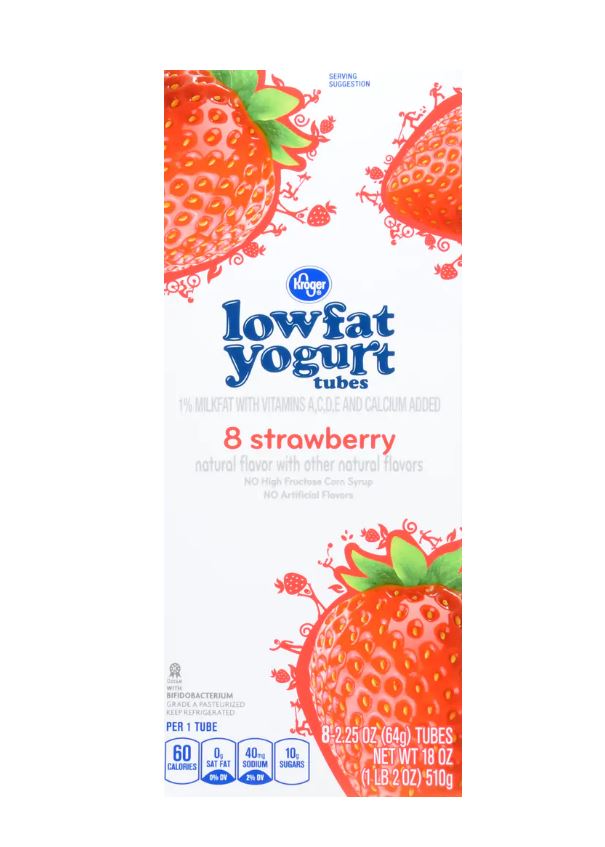 SERVING
SUGGESTION
Kroger®
lowfat
yogurt
tubes
1% MILKFAT WITH VITAMINS A,C,D,E AND CALCIUM ADDED
8 strawberry
natural flavor with other natural flavors
NO High Fructose Corn Syrup
NO Artificial Flavors
WITH
BIFIDOBACTERIUM
GRADE A PASTEURIZED
KEEP REFRIGERATED
PER 1 TUBE
60
CALORIES
0g
SAT FAT
0% DV
40mg
SODIUM
2% DV
10g
SUGARS
8-2.25 OZ (64g) TUBES
NET WT 18 OZ
(1 LB 2 OZ) 510g